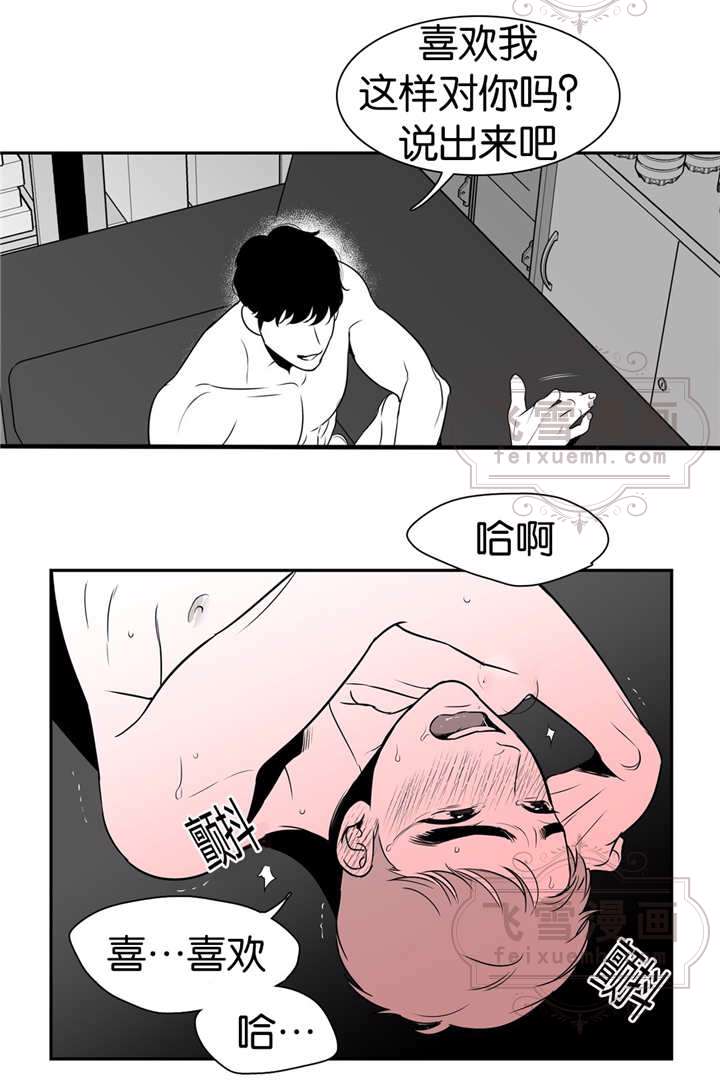 喜欢我
这样对你吗?
说出来吧
飞雪漫画
feixuemh.com
哈啊
颤抖
喜…喜欢
哈…
飞雪漫画
feixuemh.com
颤抖